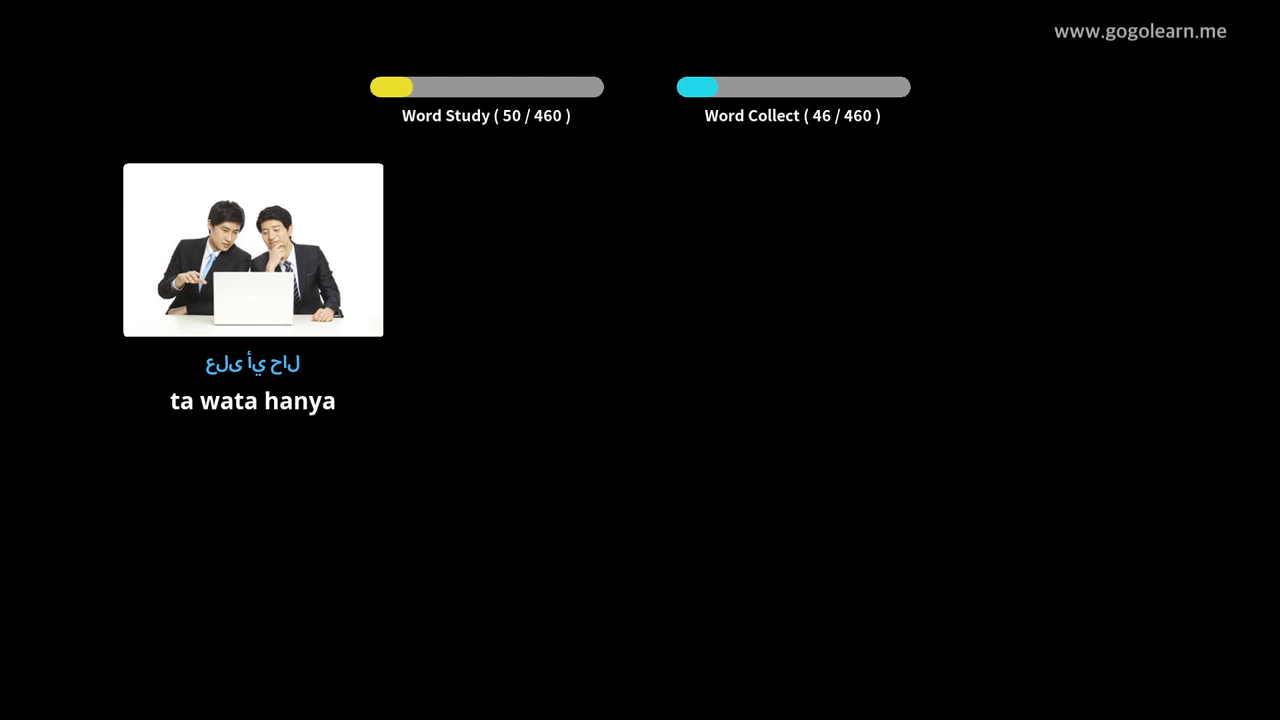 www.gogolearn.me
Word Study ( 50 / 460 )
Word Collect ( 46 / 460 )
على أي حال
ta wata hanya